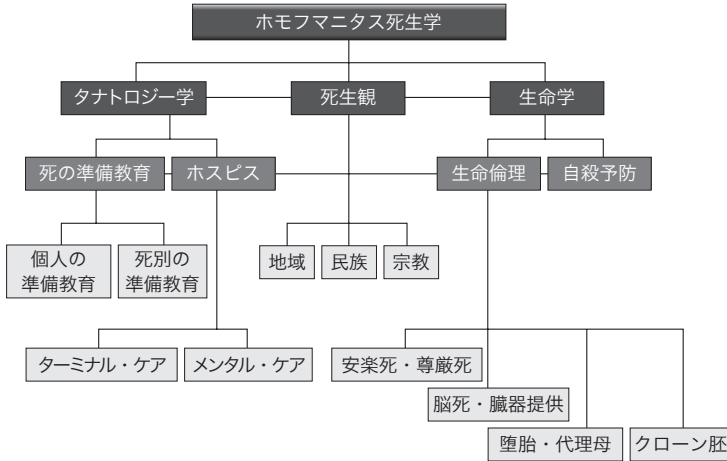 ホモフマニタス死生学
タナトロジー学
死生観
生命学
死の準備教育
ホスピス
生命倫理
自殺予防
個人の
準備教育
死別の
準備教育
地域
民族
宗教
ターミナル・ケア
メンタル・ケア
安楽死・尊厳死
脳死・臓器提供
堕胎・代理母
クローン胚